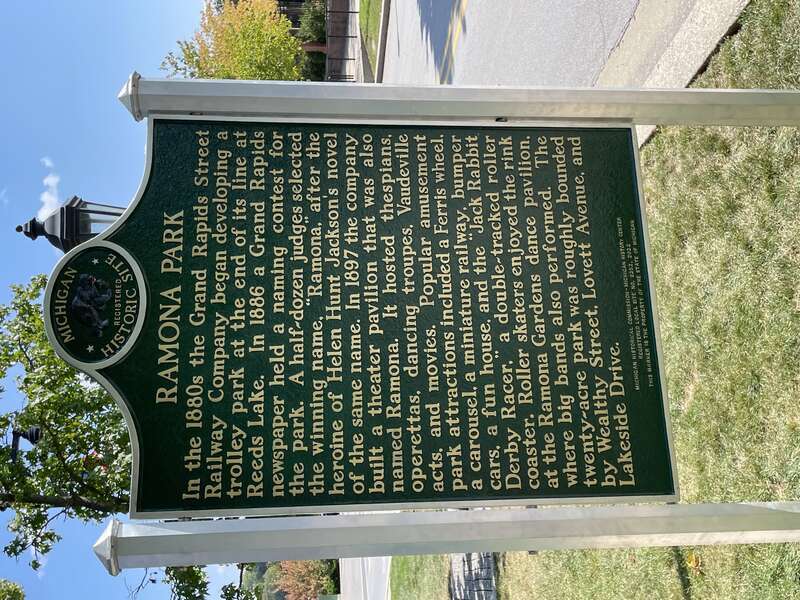 MICHIGAN
REGISTERED
HISTORIC SITE
RAMONA PARK
In the 1880s the Grand Rapids Street
Railway Company began developing a
trolley park at the end of its line at
Reeds Lake. In 1886 a Grand Rapids
newspaper held a naming contest for
the park. A half-dozen judges selected
the winning name, "Ramona," after the
heroine of Helen Hunt Jackson's novel
of the same name. In 1897 the company
built a theater pavilion that was also
named Ramona. It hosted thespians,
operettas, dancing troupes, Vaudeville
acts, and movies. Popular amusement
park attractions included a Ferris wheel,
a carousel, a miniature railway, bumper
cars, a fun house, and the "Jack Rabbit
Derby Racer," a double-tracked roller
coaster. Roller skaters enjoyed the rink
at the Ramona Gardens dance pavilion,
where big bands also performed. The
twenty-acre park was roughly bounded
by Wealthy Street, Lovett Avenue, and
Lakeside Drive.
MICHIGAN HISTORICAL COMMISSION-MICHIGAN HISTORY CENTER
REGISTERED LOCAL SITE NO. 2352, 2022
THIS MARKER IS THE PROPERTY OF THE STATE OF MICHIGAN